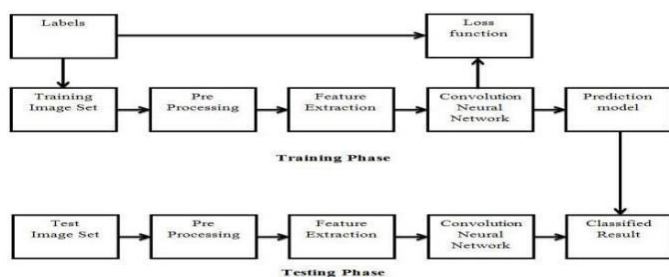 Labels
Loss
function
Training
Image Set
Pre
Processing
Feature
Extraction
Convolution
Neural
Network
Prediction
model
Training Phase
Test
Image Set
Pre
Processing
Feature
Extraction
Convolution
Neural
Network
Classified
Result
Testing Phase